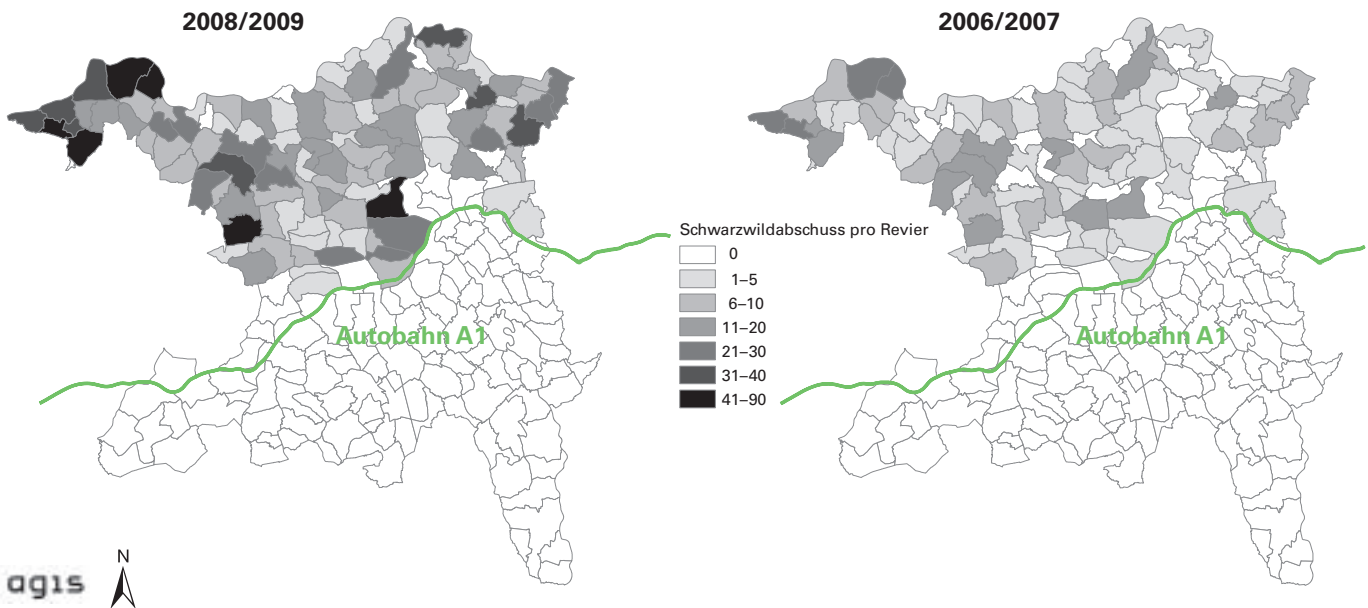 2008/2009
2006/2007
Schwarzwildabschuss pro Revier
0
1–5
6–10
11–20
21–30
31–40
41–90
Autobahn A1
Autobahn A1
N
agis